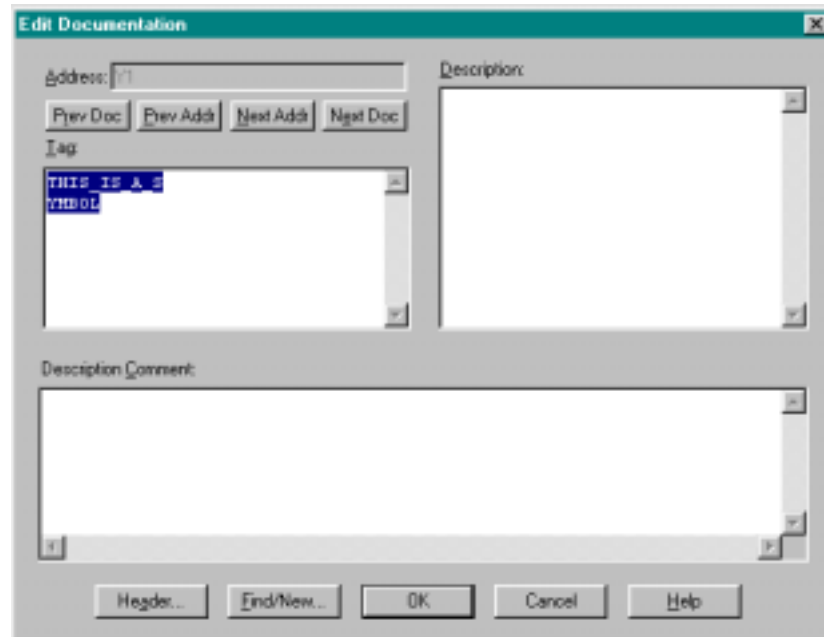 Edit Documentation
Address: Y1
Description:
Prev Doc Prev Addr Next Addr Next Doc
Tag:
THIS_IS_A_S
YMBOL
Description Comment:
Header... Find/New... OK Cancel Help